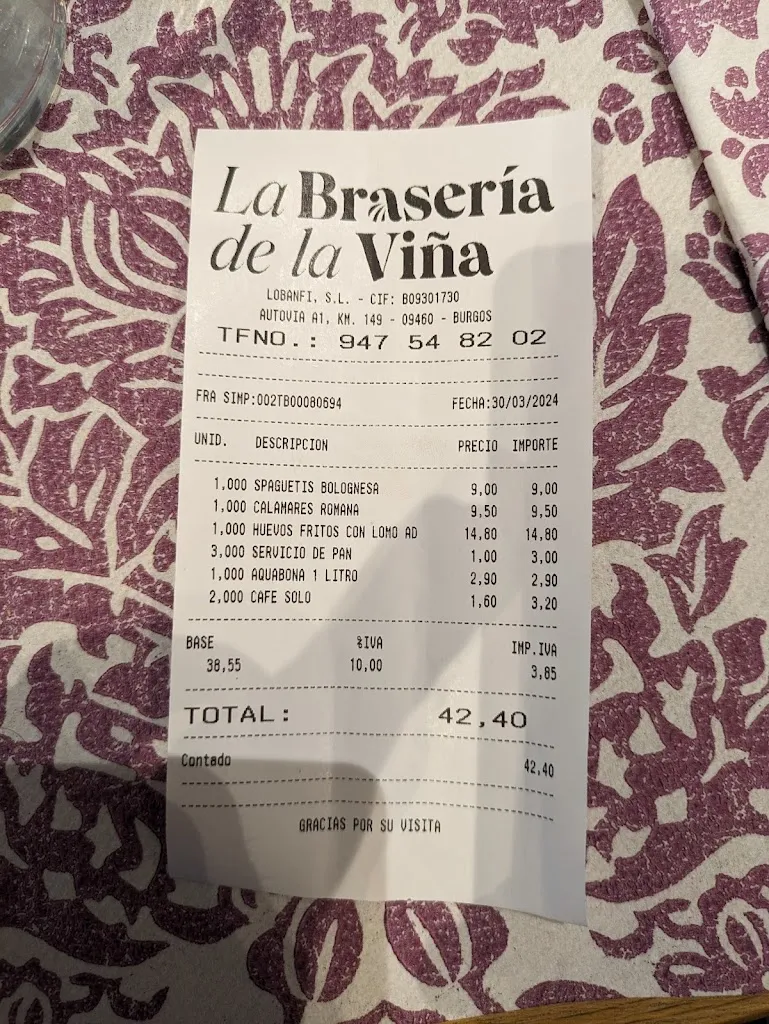 La Brasería
de la Viña
LOBANFI, S.L. - CIF: B09301730
AUTOVIA A1, KM. 149 - 09460 - BURGOS
TFNO.: 947 54 82 02
FRA SIMP:002TB00080694 FECHA:30/03/2024
UNID. DESCRIPCION PRECIO IMPORTE
1,000 SPAGUETIS BOLOGNESA 9,00 9,00
1,000 CALAMARES ROMANA 9,50 9,50
1,000 HUEVOS FRITOS CON LOMO AD 14,80 14,80
3,000 SERVICIO DE PAN 1,00 3,00
1,000 AQUABONA 1 LITRO 2,90 2,90
2,000 CAFE SOLO 1,60 3,20
BASE %IVA IMP.IVA
38,55 10,00 3,85
TOTAL: 42,40
Contado 42,40
GRACIAS POR SU VISITA